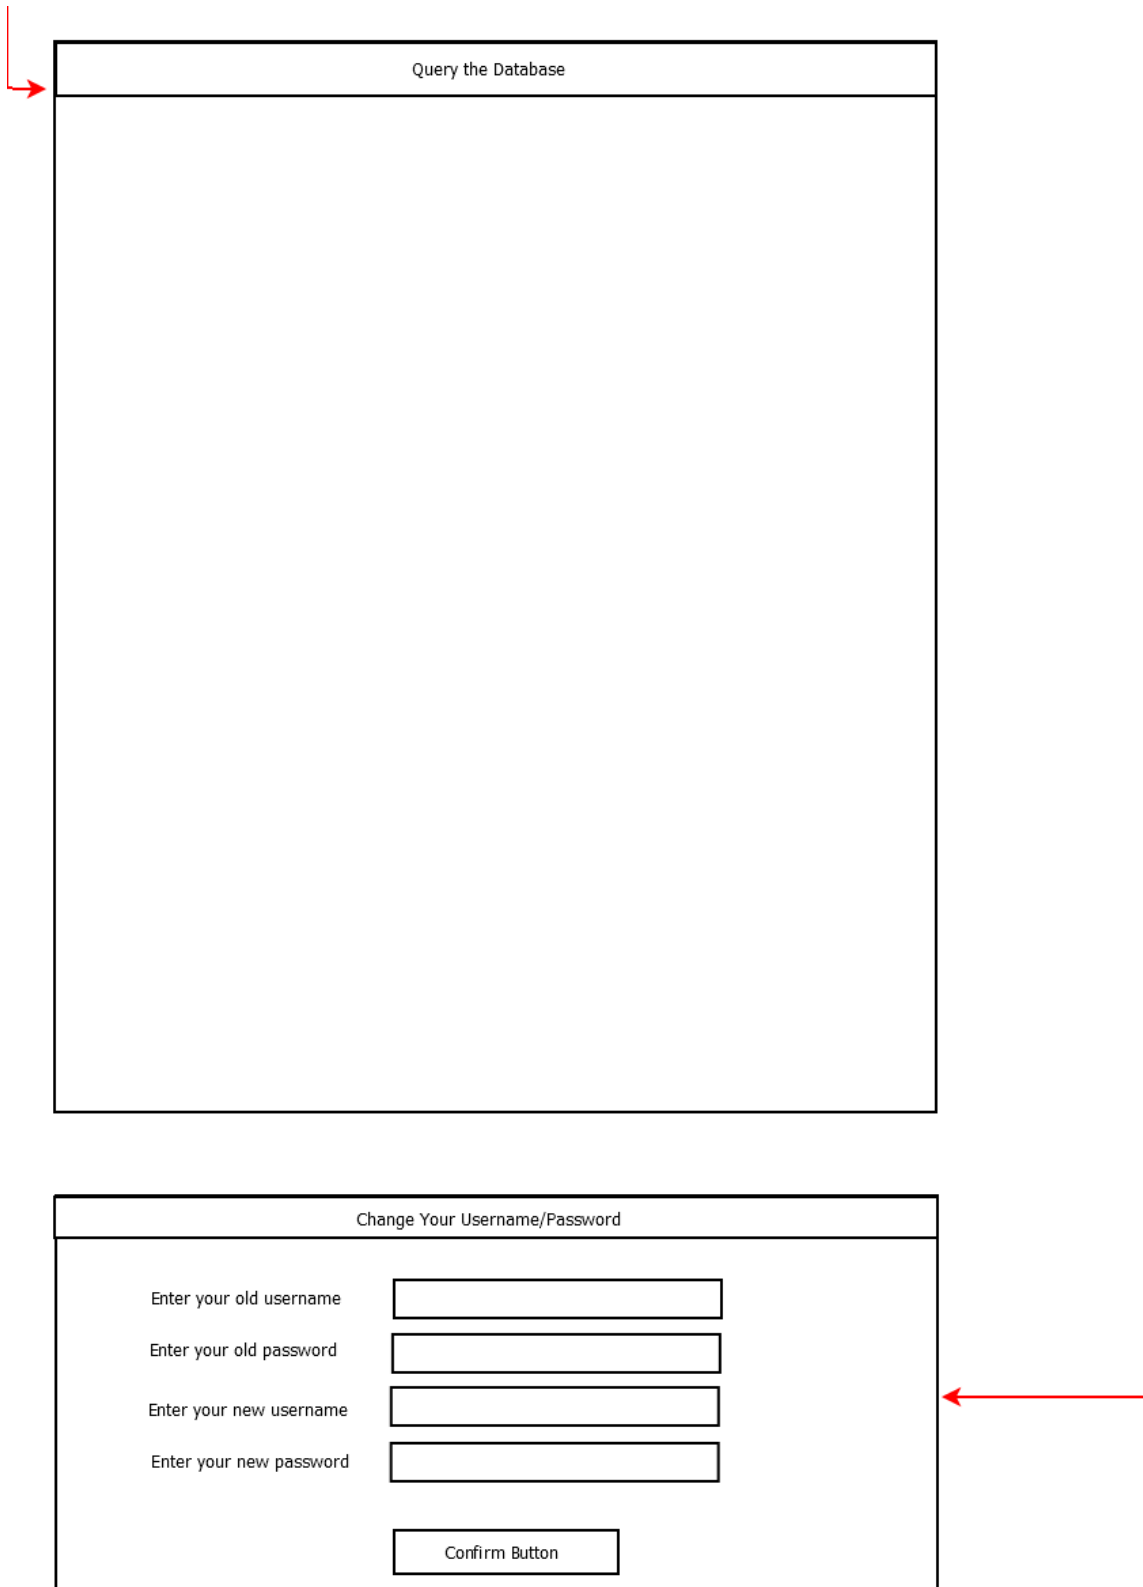 Query the Database
Change Your Username/Password
Enter your old username
Enter your old password
Enter your new username
Enter your new password
Confirm Button